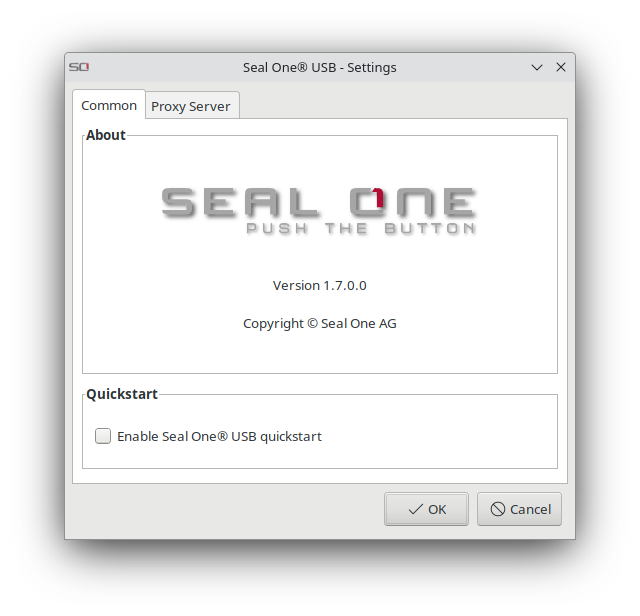 SO
Seal One® USB - Settings
Common
Proxy Server
About
SEAL ONE
PUSH THE BUTTON
Version 1.7.0.0
Copyright © Seal One AG
Quickstart
Enable Seal One® USB quickstart
OK
Cancel